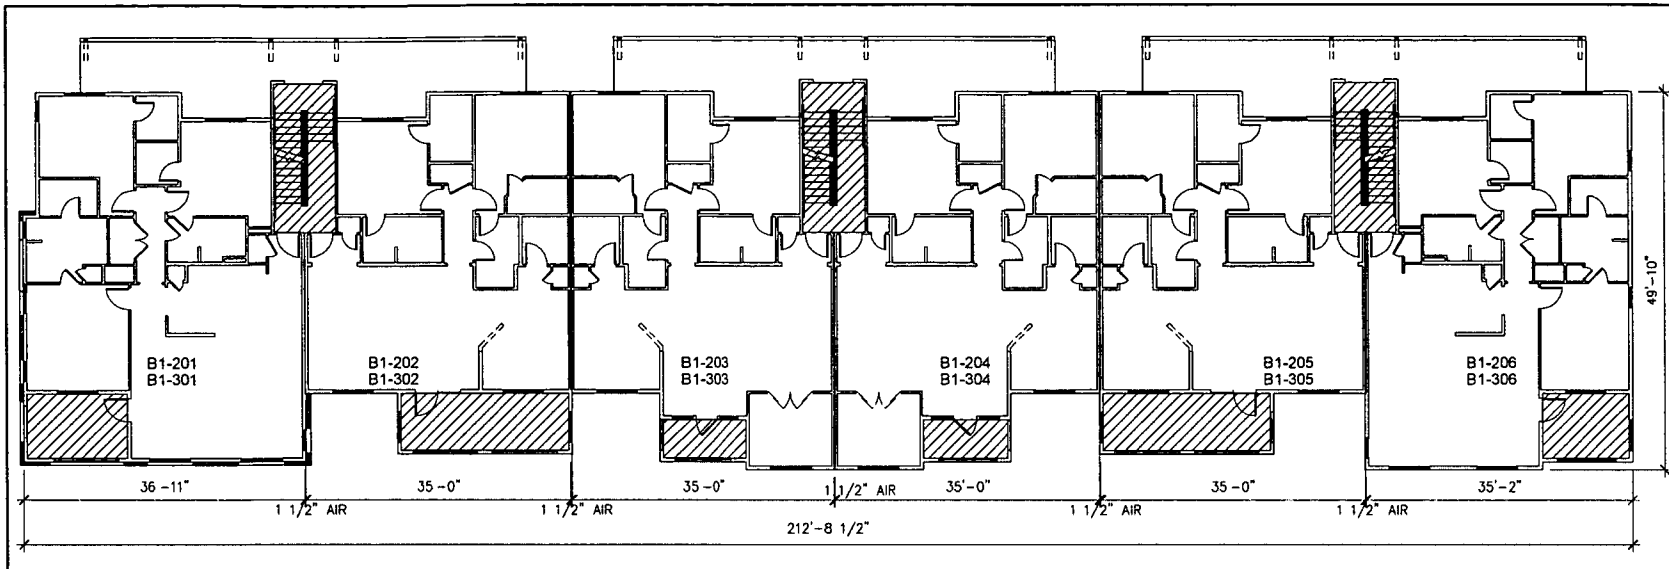 49'-10"
B1-201
B1-301
B1-202
B1-302
B1-203
B1-303
B1-204
B1-304
B1-205
B1-305
B1-206
B1-306
36-11"
35-0"
35-0"
1 1/2" AIR
35'-0"
35-0"
35'-2"
1 1/2" AIR
1 1/2" AIR
1 1/2" AIR
1 1/2" AIR
212'-8 1/2"